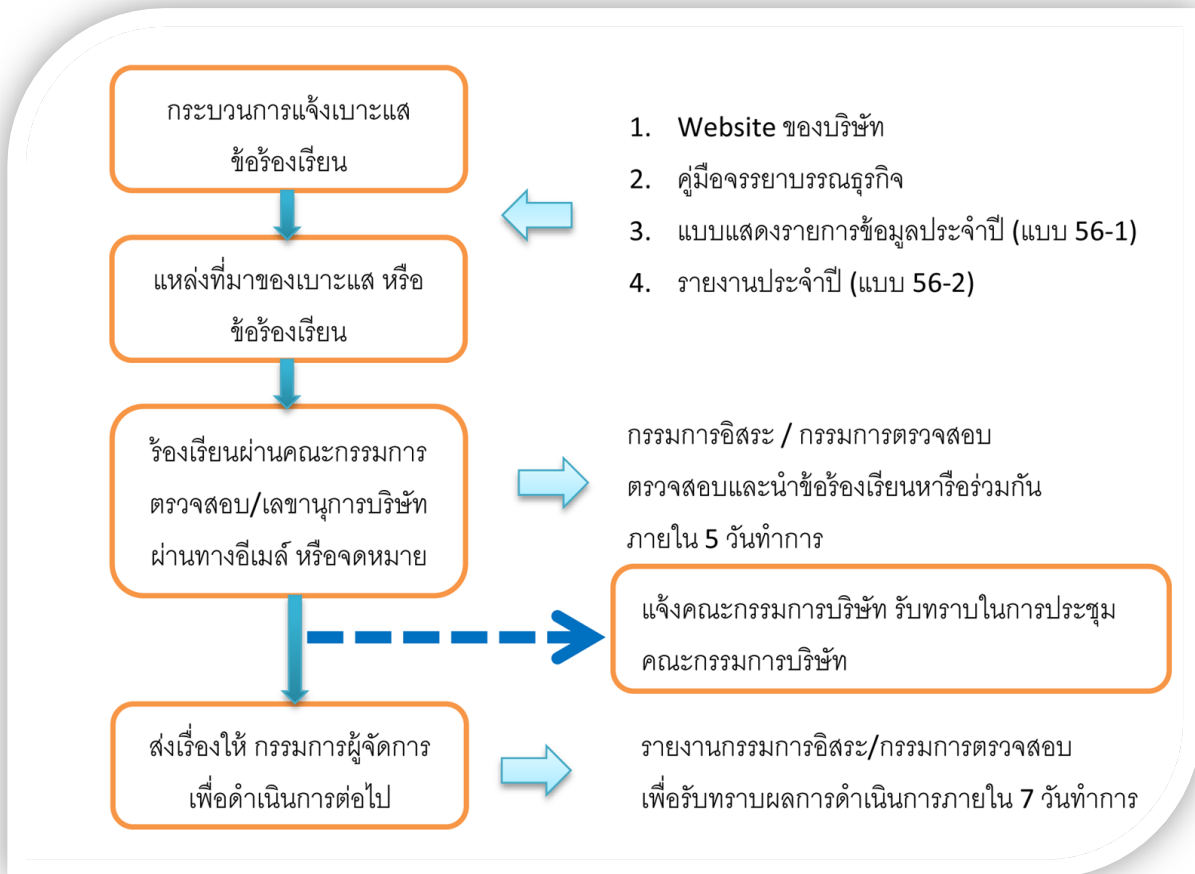 กระบวนการแจ้งเบาะแส
ข้อร้องเรียน
1. Website ของบริษัท
2. คู่มือจรรยาบรรณธุรกิจ
3. แบบแสดงรายการข้อมูลประจำปี (แบบ 56-1)
4. รายงานประจำปี (แบบ 56-2)
แหล่งที่มาของเบาะแส หรือ
ข้อร้องเรียน
ร้องเรียนผ่านคณะกรรมการ
ตรวจสอบ/เลขานุการบริษัท
ผ่านทางอีเมล์ หรือจดหมาย
กรรมการอิสระ / กรรมการตรวจสอบ
ตรวจสอบและนำข้อร้องเรียนหารือร่วมกัน
ภายใน 5 วันทำการ
แจ้งคณะกรรมการบริษัท รับทราบในการประชุม
คณะกรรมการบริษัท
ส่งเรื่องให้ กรรมการผู้จัดการ
เพื่อดำเนินการต่อไป
รายงานกรรมการอิสระ/กรรมการตรวจสอบ
เพื่อรับทราบผลการดำเนินการภายใน 7 วันทำการ